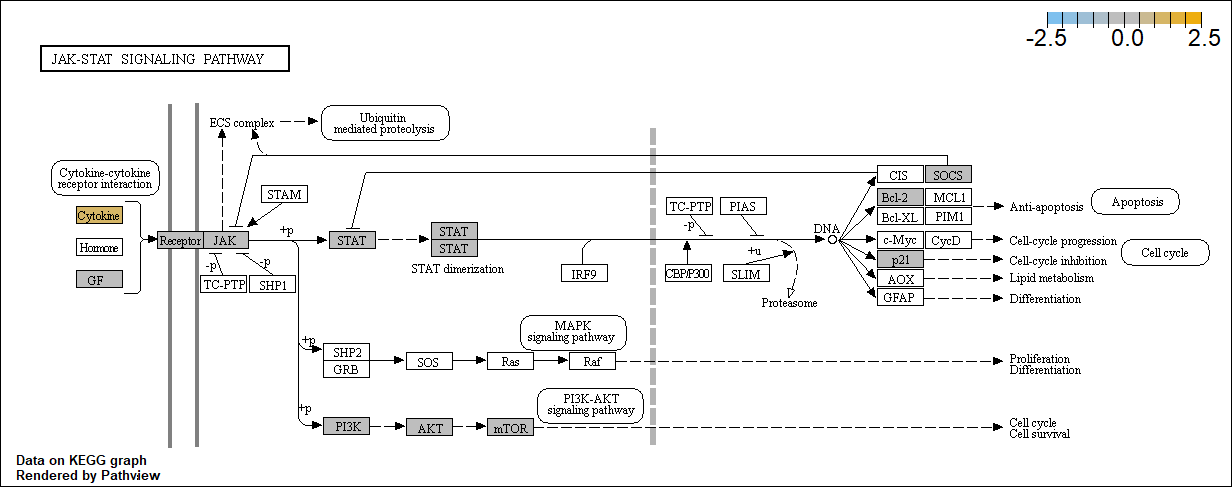 -2.5 0.0 2.5
JAK-STAT SIGNALING PATHWAY
ECS complex
Ubiquitin
mediated proteolysis
Cytokine-cytokine
receptor interaction
STAM
Cytokine
Hormone
GF
Receptor
JAK
+p
-p
-p
TC-PTP
SHP1
STAT
STAT
STAT
STAT dimerization
IRF9
TC-PTP
PIAS
-p
+u
CBP/P300
SLIM
Proteasome
DNA
CIS
SOCS
Bcl-2
MCL1
Bcl-XL
PIM1
c-Myc
CycD
p21
AOX
GFAP
Anti-apoptosis
Apoptosis
Cell-cycle progression
Cell-cycle inhibition
Cell cycle
Lipid metabolism
Differentiation
+p
SHP2
GRB
SOS
Ras
Raf
MAPK
signaling pathway
Proliferation
Differentiation
+p
PI3K
AKT
mTOR
PI3K-AKT
signaling pathway
Cell cycle
Cell survival
Data on KEGG graph
Rendered by Pathview